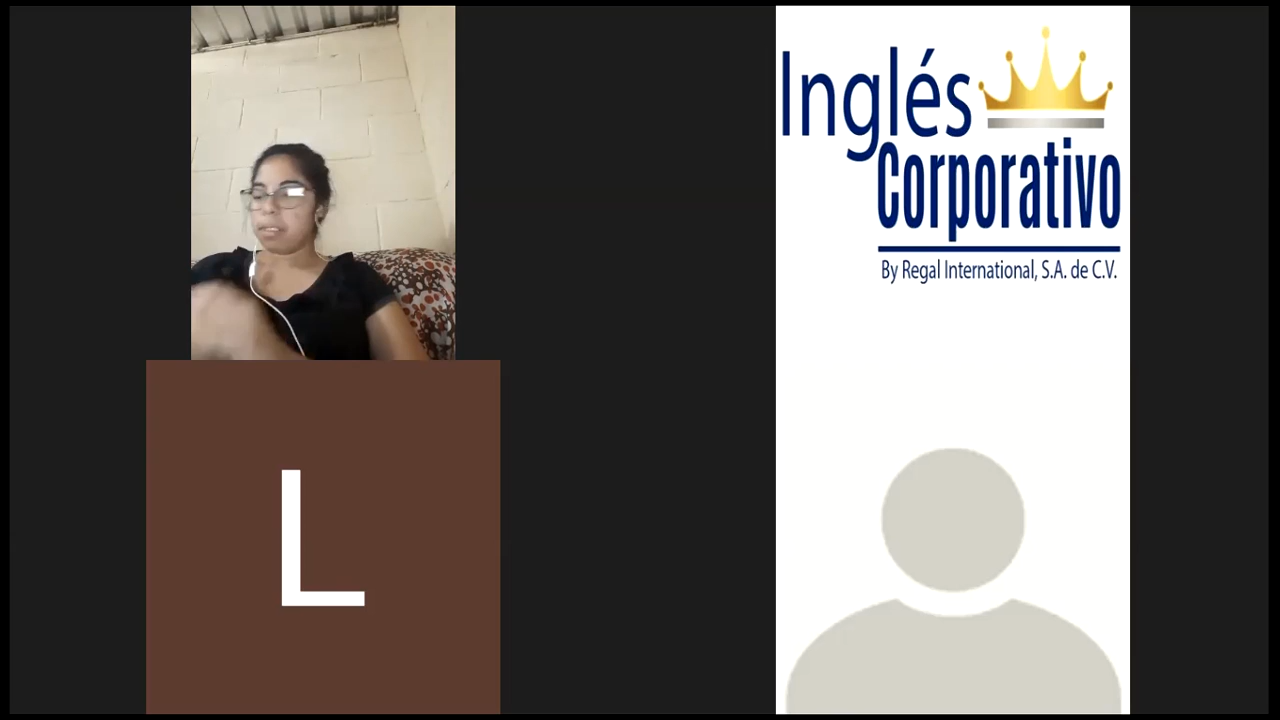 Inglés
Corporativo
By Regal International, S.A. de C.V.
L